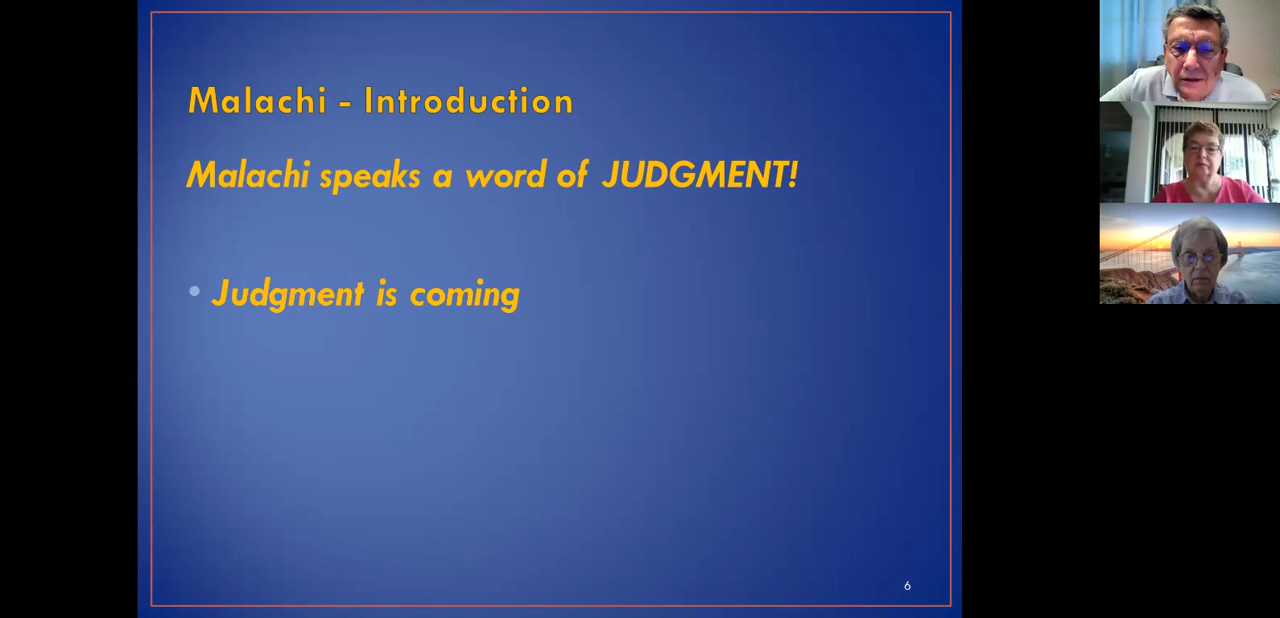 Malachi - Introduction
Malachi speaks a word of JUDGMENT!
• Judgment is coming
6